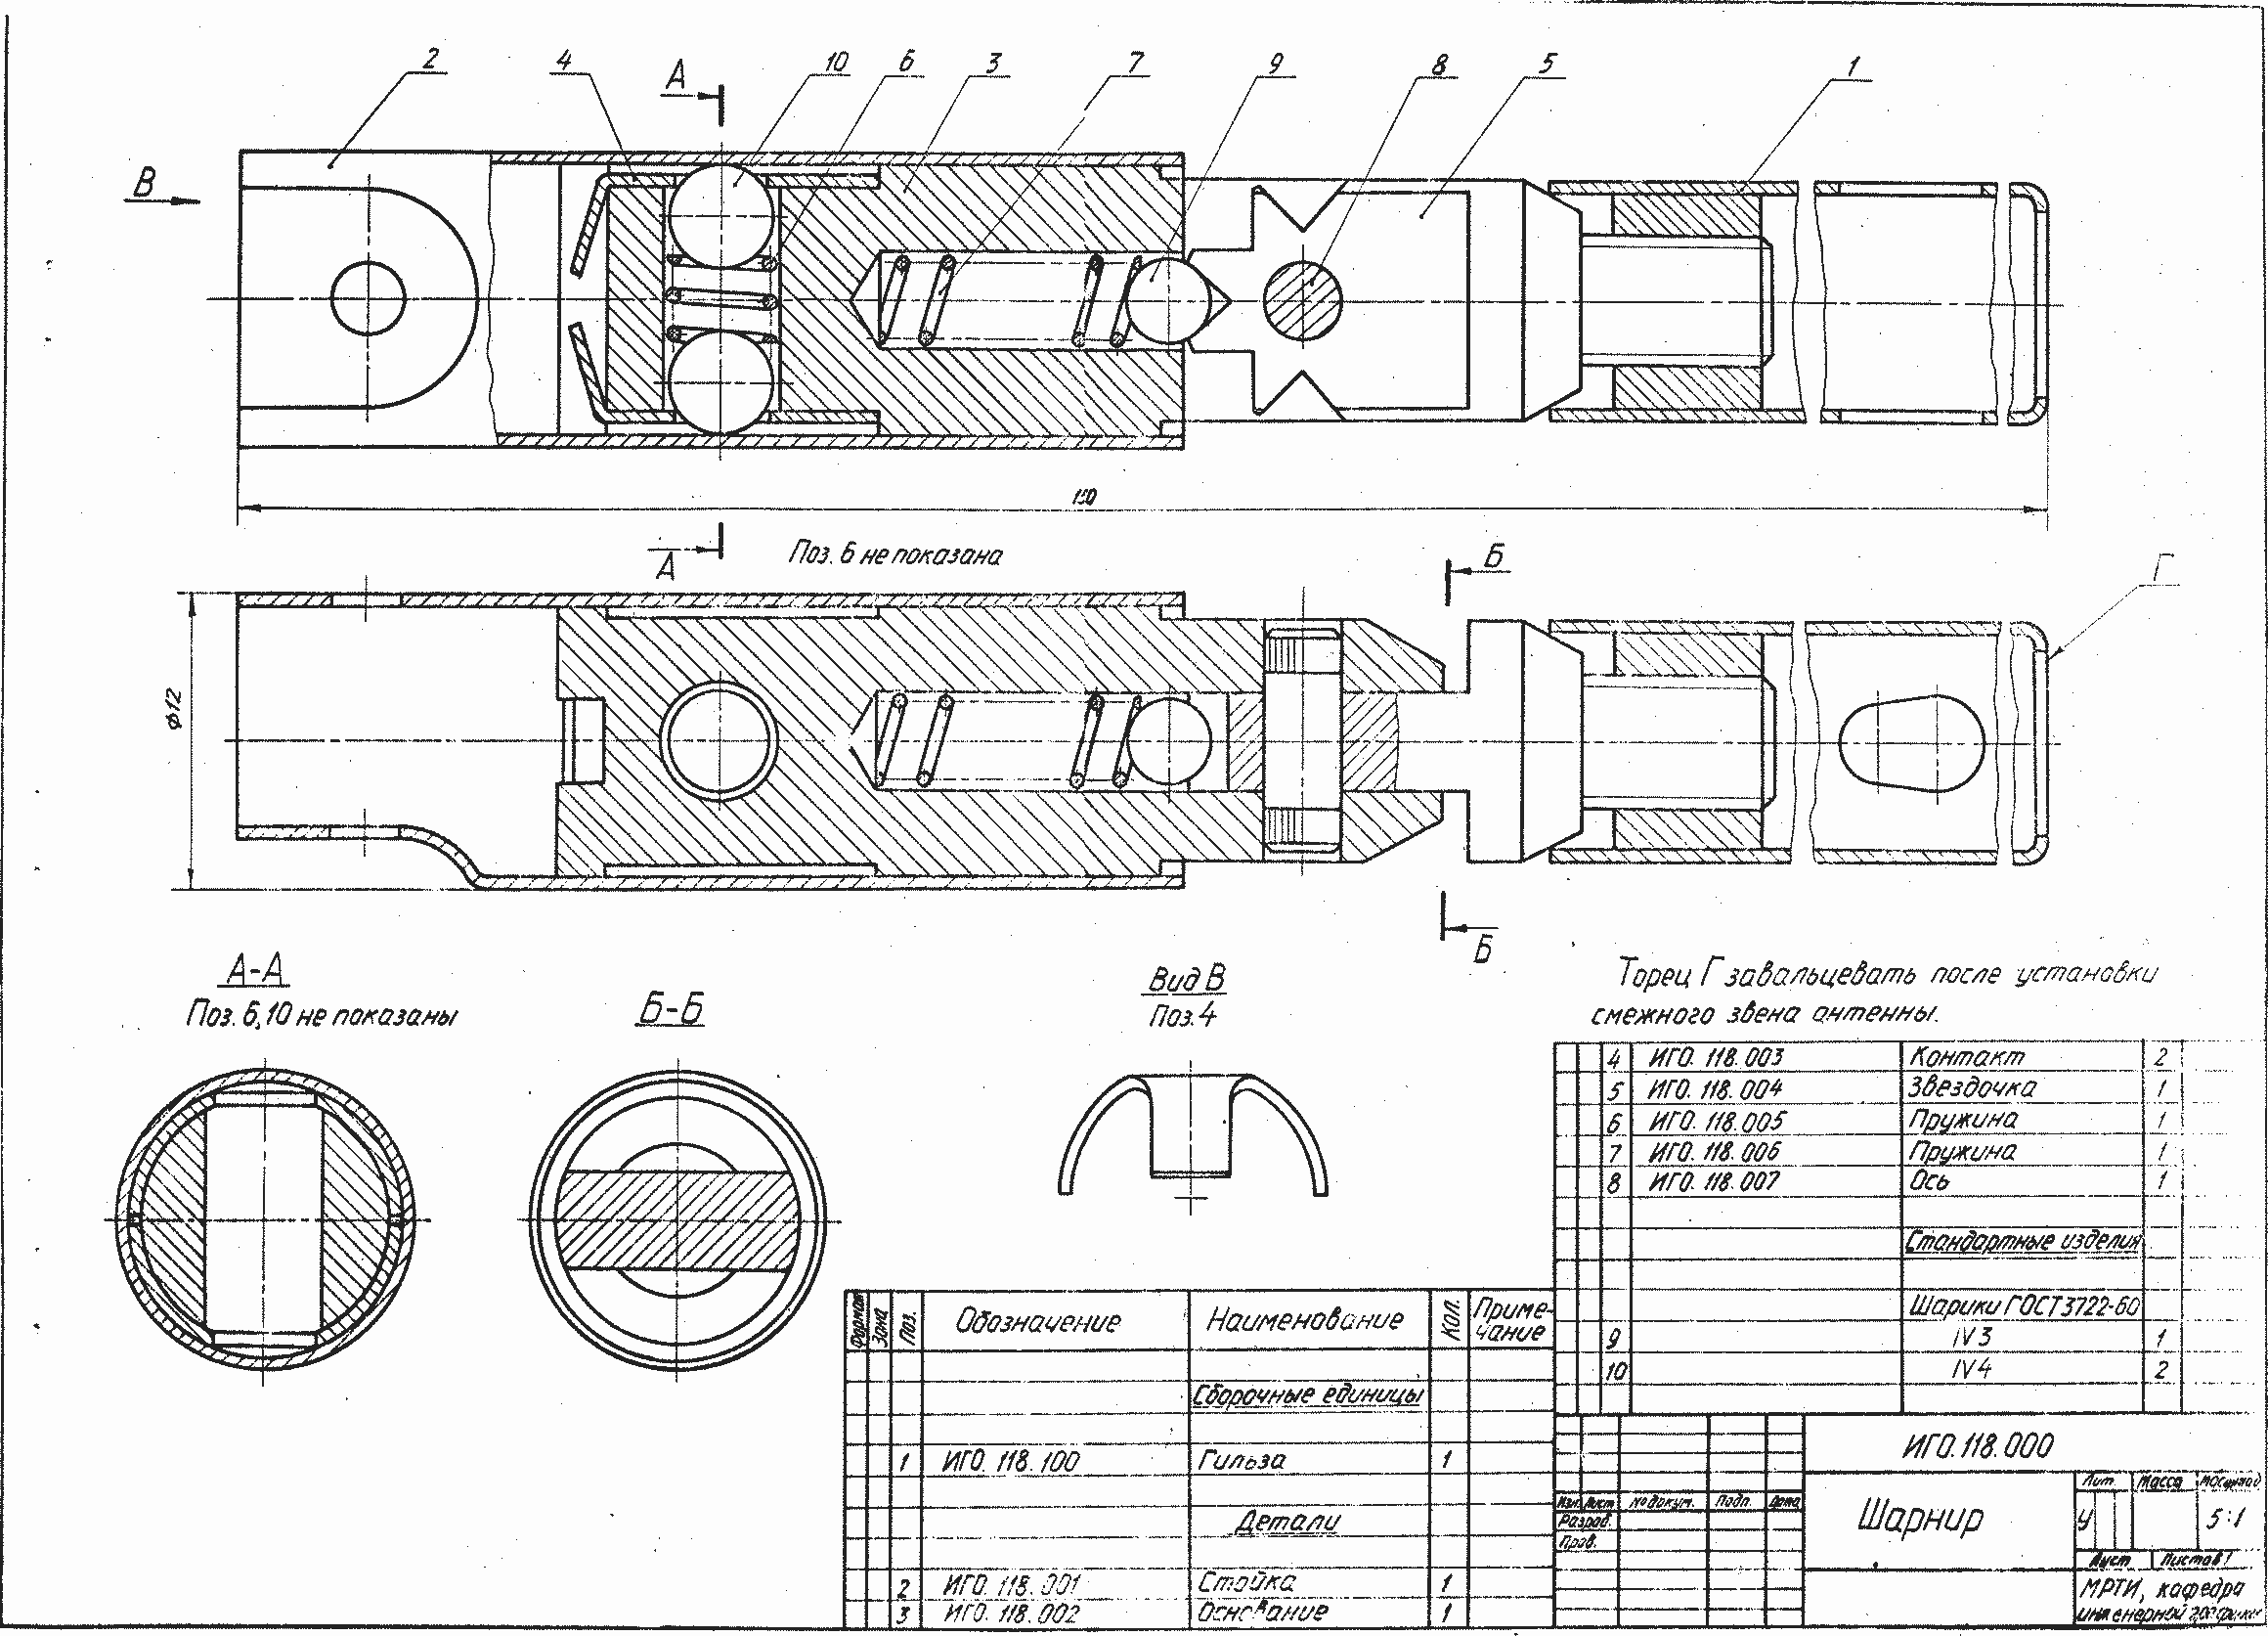 2 4 А 10 6 3 7 9 8 5 1
В
110
А
Поз. 6 не показана
Б
Г
⌀12
Б
А-А
Поз. 6,10 не показаны
Б-Б
Вид В
Поз. 4
Торец Г завальцевать после установки
смежного звена антенны.
4 ИГО. 118. 003 Контакт 2
5 ИГО. 118. 004 Звездочка 1
6 ИГО. 118. 005 Пружина 1
7 ИГО. 118. 006 Пружина 1
8 ИГО. 118. 007 Ось 1
Стандартные изделия
Шарики ГОСТ 3722-60
9 IV 3 1
10 IV 4 2
Формат Зона Поз. Обозначение Наименование Кол. Приме-
чание
Сборочные единицы
1 ИГО. 118. 100 Гильза 1
Детали
2 ИГО. 118. 001 Стойка 1
3 ИГО. 118. 002 Основание 1
ИГО. 118. 000
Изм. Лист № докум. Подп. Дата
Разраб.
Пров.
Шарнир
Лит. Масса Масштаб
У 5:1
Лист Листов 1
МРТИ, кафедра
инженерной графики